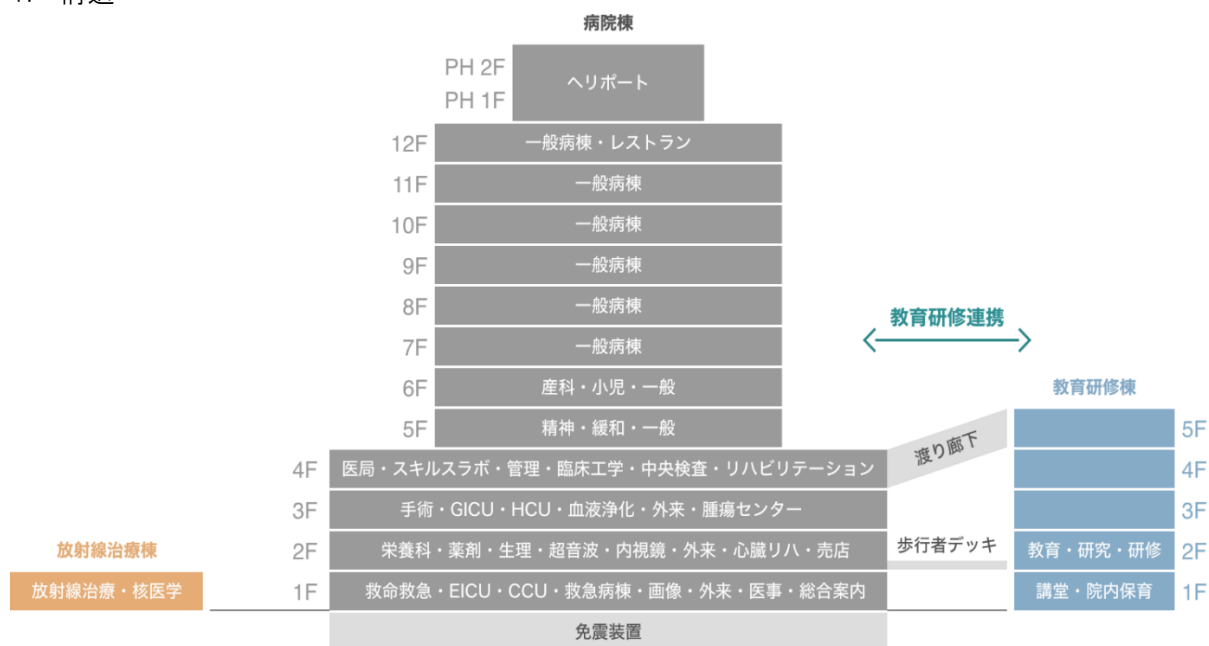 病院棟
PH 2F
PH 1F
ヘリポート
12F 一般病棟・レストラン
11F 一般病棟
10F 一般病棟
9F 一般病棟
8F 一般病棟
7F 一般病棟
教育研修連携
6F 産科・小児・一般
教育研修棟
5F 精神・緩和・一般
5F
4F 医局・スキルスラボ・管理・臨床工学・中央検査・リハビリテーション
渡り廊下
4F
3F 手術・GICU・HCU・血液浄化・外来・腫瘍センター
3F
放射線治療棟
2F 栄養科・薬剤・生理・超音波・内視鏡・外来・心臓リハ・売店
歩行者デッキ
教育・研究・研修 2F
放射線治療・核医学
1F 救命救急・EICU・CCU・救急病棟・画像・外来・医事・総合案内
講堂・院内保育 1F
免震装置